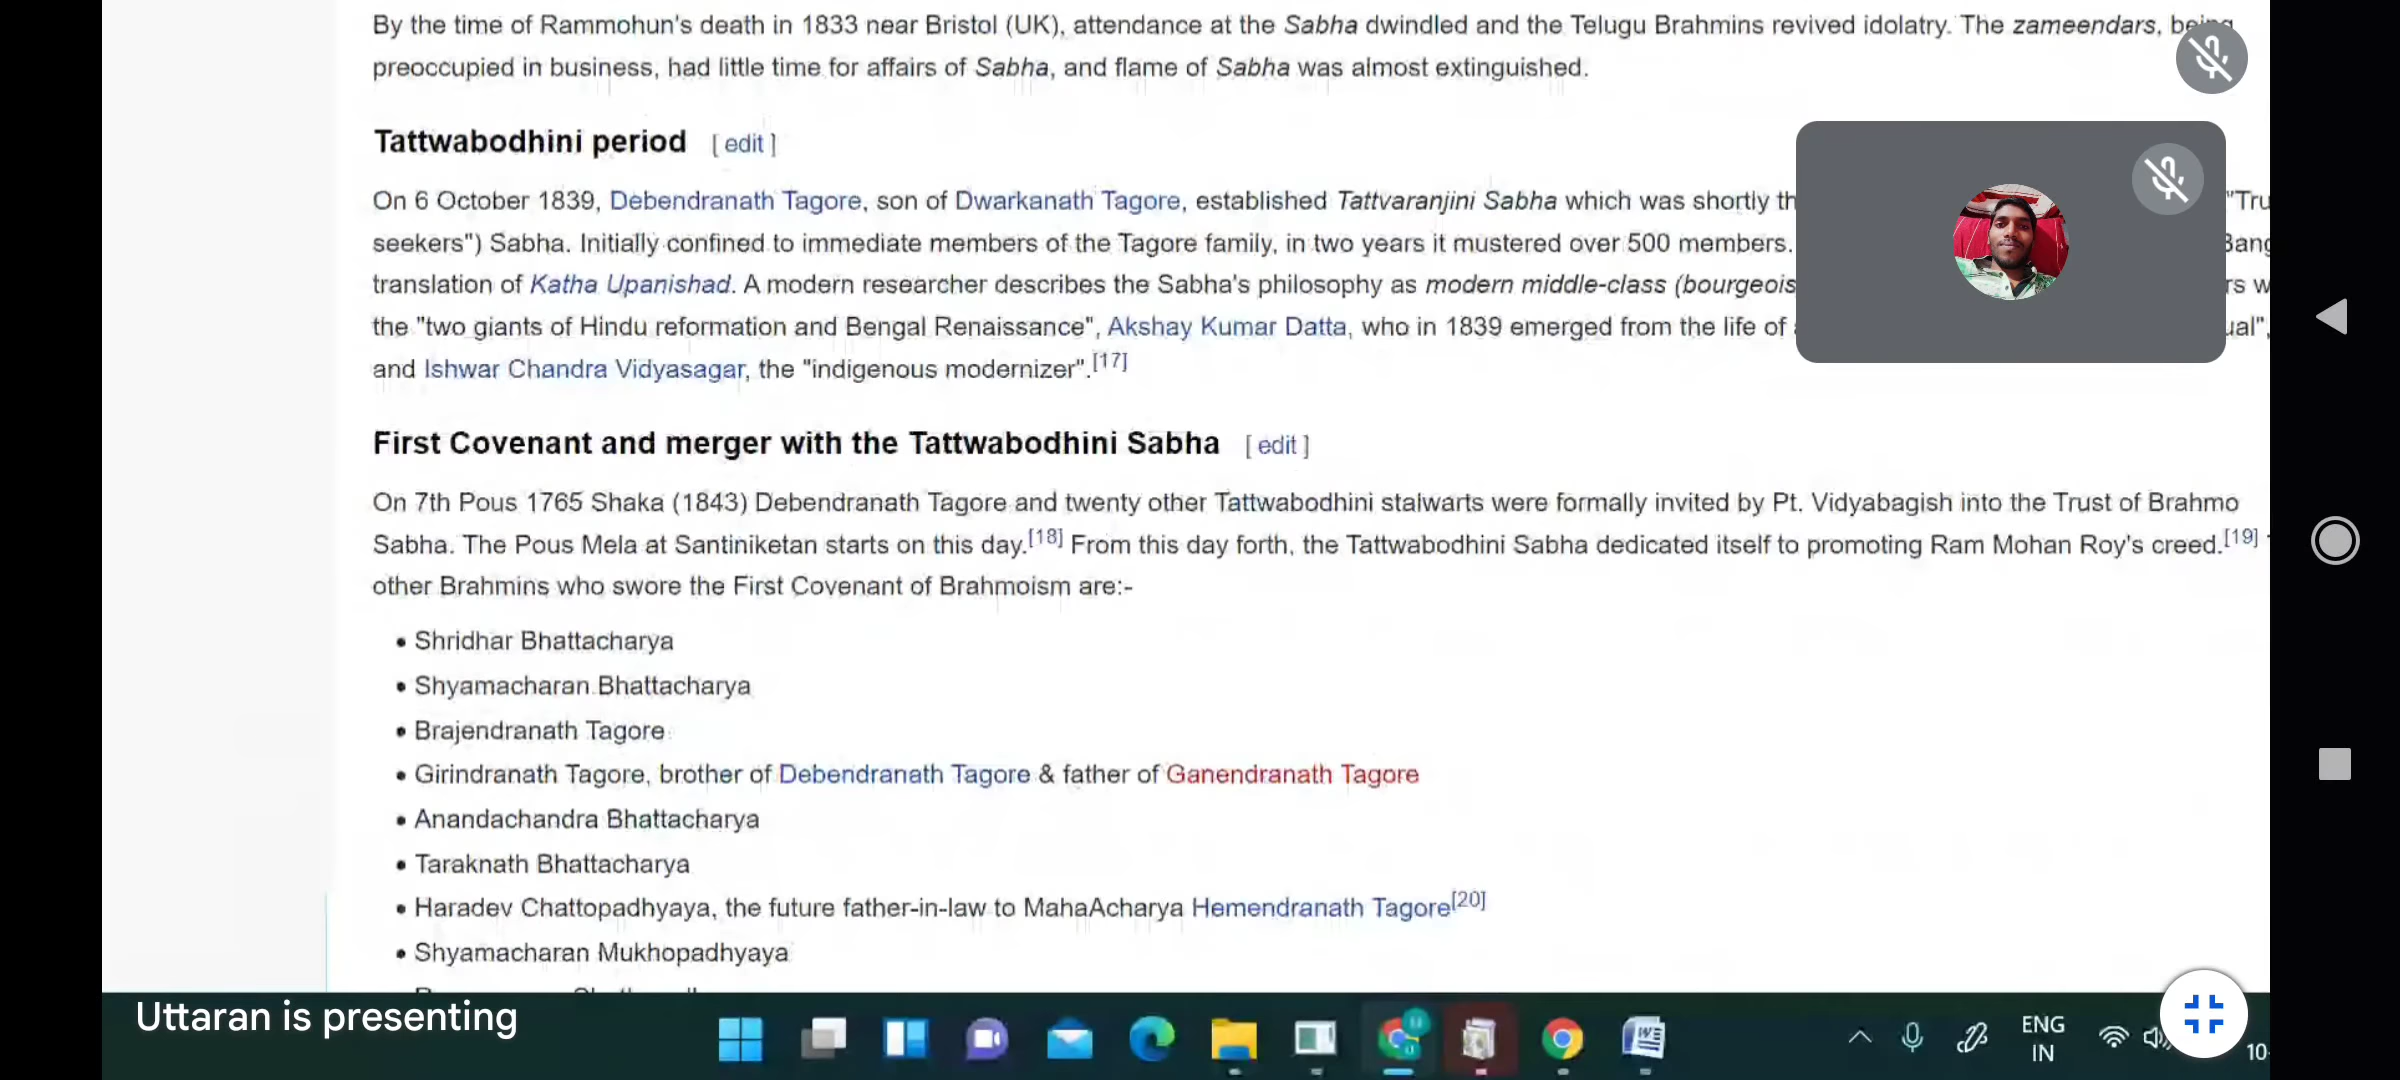 By the time of Rammohun's death in 1833 near Bristol (UK), attendance at the Sabha dwindled and the Telugu Brahmins revived idolatry. The zameendars, being
preoccupied in business, had little time for affairs of Sabha, and flame of Sabha was almost extinguished.
Tattwabodhini period [ edit ]
On 6 October 1839, Debendranath Tagore, son of Dwarkanath Tagore, established Tattvaranjini Sabha which was shortly th "Tru
seekers") Sabha. Initially confined to immediate members of the Tagore family, in two years it mustered over 500 members. Bang
translation of Katha Upanishad. A modern researcher describes the Sabha's philosophy as modern middle-class (bourgeois rs w
the "two giants of Hindu reformation and Bengal Renaissance", Akshay Kumar Datta, who in 1839 emerged from the life of ual",
and Ishwar Chandra Vidyasagar, the "indigenous modernizer".[17]
First Covenant and merger with the Tattwabodhini Sabha [ edit ]
On 7th Pous 1765 Shaka (1843) Debendranath Tagore and twenty other Tattwabodhini stalwarts were formally invited by Pt. Vidyabagish into the Trust of Brahmo
Sabha. The Pous Mela at Santiniketan starts on this day.[18] From this day forth, the Tattwabodhini Sabha dedicated itself to promoting Ram Mohan Roy's creed.[19]
other Brahmins who swore the First Covenant of Brahmoism are:-
• Shridhar Bhattacharya
• Shyamacharan Bhattacharya
• Brajendranath Tagore
• Girindranath Tagore, brother of Debendranath Tagore & father of Ganendranath Tagore
• Anandachandra Bhattacharya
• Taraknath Bhattacharya
• Haradev Chattopadhyaya, the future father-in-law to MahaAcharya Hemendranath Tagore[20]
• Shyamacharan Mukhopadhyaya
Uttaran is presenting
ENG
IN
10